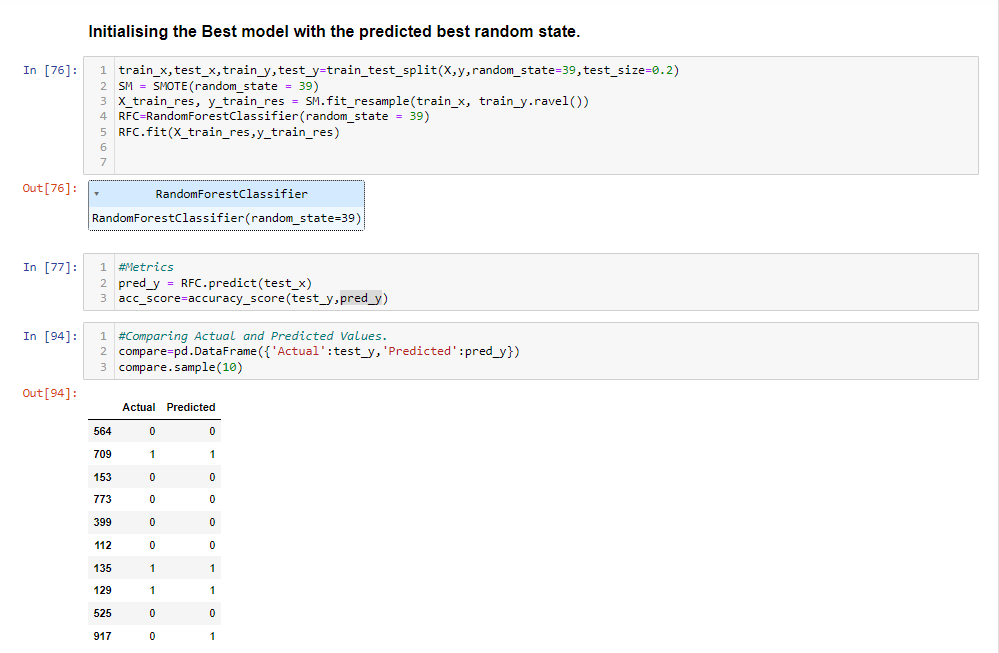 Initialising the Best model with the predicted best random state.
In [76]:
1 train_x,test_x,train_y,test_y=train_test_split(X,y,random_state=39,test_size=0.2)
2 SM = SMOTE(random_state = 39)
3 X_train_res, y_train_res = SM.fit_resample(train_x, train_y.ravel())
4 RFC=RandomForestClassifier(random_state = 39)
5 RFC.fit(X_train_res,y_train_res)
6
7
Out[76]:
▾ RandomForestClassifier
RandomForestClassifier(random_state=39)
In [77]:
1 #Metrics
2 pred_y = RFC.predict(test_x)
3 acc_score=accuracy_score(test_y,pred_y)
In [94]:
1 #Comparing Actual and Predicted Values.
2 compare=pd.DataFrame({'Actual':test_y,'Predicted':pred_y})
3 compare.sample(10)
Out[94]:
Actual Predicted
564 0 0
709 1 1
153 0 0
773 0 0
399 0 0
112 0 0
135 1 1
129 1 1
525 0 0
917 0 1